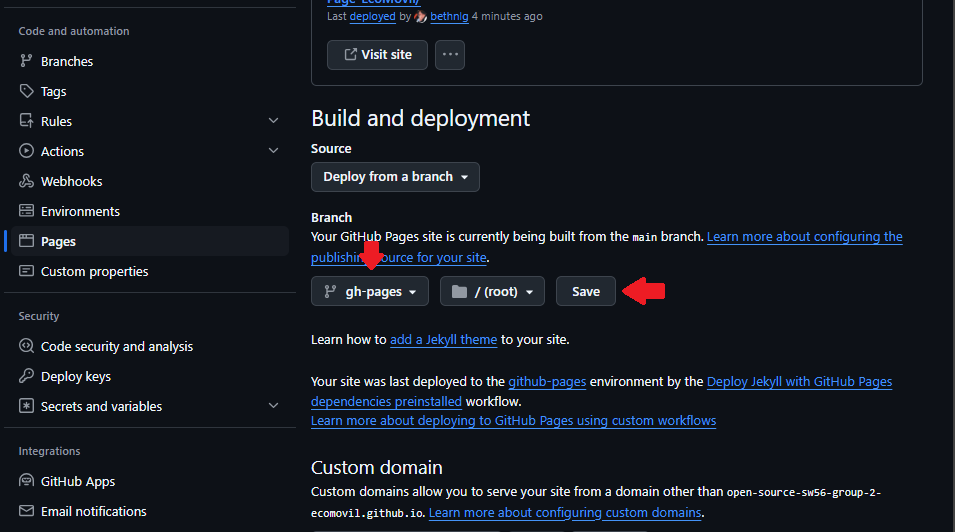 Code and automation
Branches
Tags
Rules
Actions
Webhooks
Environments
Pages
Custom properties
Security
Code security and analysis
Deploy keys
Secrets and variables
Integrations
GitHub Apps
Email notifications
Page-EcoMovil/
Last deployed by bethnig 4 minutes ago
Visit site
Build and deployment
Source
Deploy from a branch
Branch
Your GitHub Pages site is currently being built from the main branch. Learn more about configuring the
publishing source for your site.
gh-pages / (root) Save
Learn how to add a Jekyll theme to your site.
Your site was last deployed to the github-pages environment by the Deploy Jekyll with GitHub Pages
dependencies preinstalled workflow.
Learn more about deploying to GitHub Pages using custom workflows
Custom domain
Custom domains allow you to serve your site from a domain other than open-source-sw56-group-2-
ecomovil.github.io. Learn more about configuring custom domains.